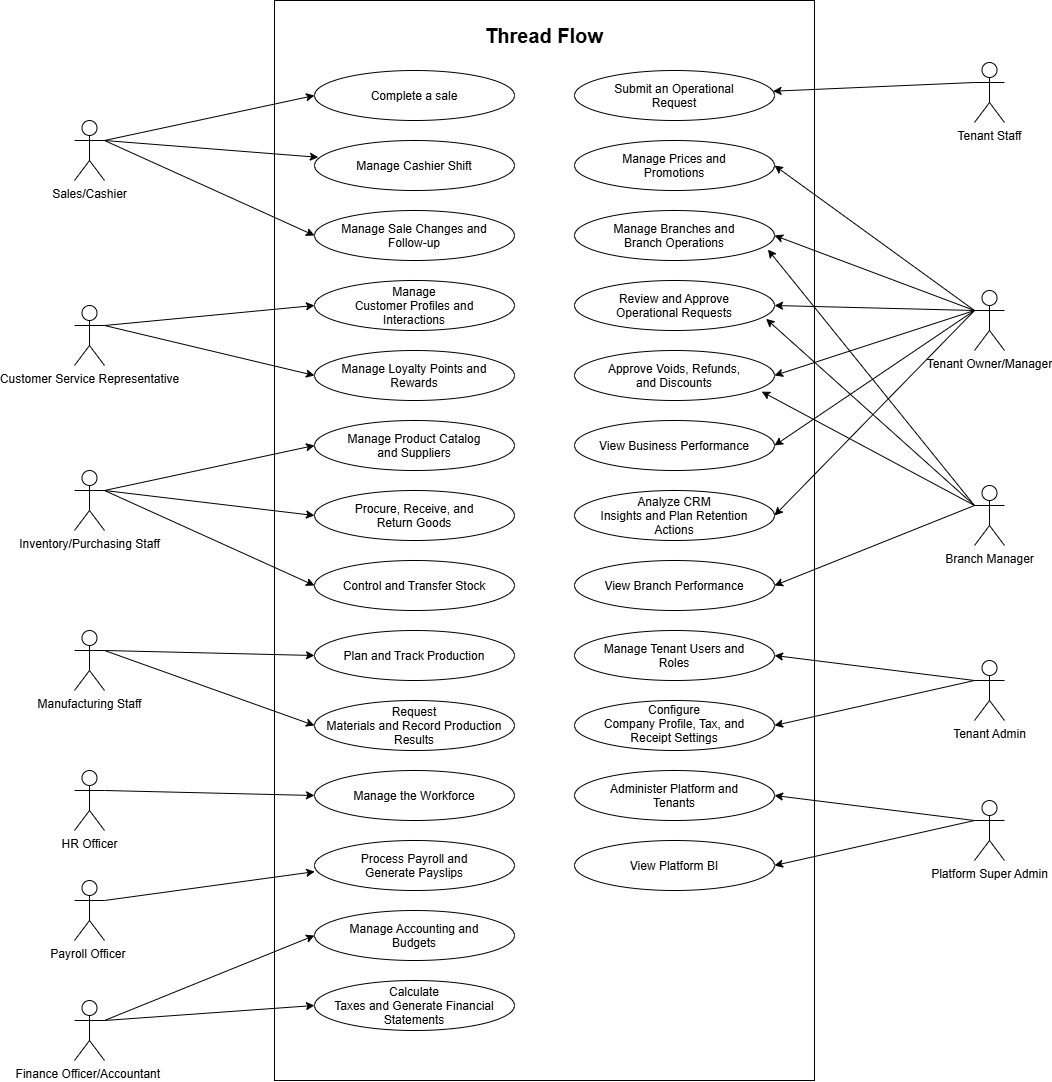 Thread Flow
Complete a sale
Manage Cashier Shift
Manage Sale Changes and
Follow-up
Manage
Customer Profiles and
Interactions
Manage Loyalty Points and
Rewards
Manage Product Catalog
and Suppliers
Procure, Receive, and
Return Goods
Control and Transfer Stock
Plan and Track Production
Request
Materials and Record Production
Results
Manage the Workforce
Process Payroll and
Generate Payslips
Manage Accounting and
Budgets
Calculate
Taxes and Generate Financial
Statements
Submit an Operational
Request
Manage Prices and
Promotions
Manage Branches and
Branch Operations
Review and Approve
Operational Requests
Approve Voids, Refunds,
and Discounts
View Business Performance
Analyze CRM
Insights and Plan Retention
Actions
View Branch Performance
Manage Tenant Users and
Roles
Configure
Company Profile, Tax, and
Receipt Settings
Administer Platform and
Tenants
View Platform BI
Sales/Cashier
Customer Service Representative
Inventory/Purchasing Staff
Manufacturing Staff
HR Officer
Payroll Officer
Finance Officer/Accountant
Tenant Staff
Tenant Owner/Manager
Branch Manager
Tenant Admin
Platform Super Admin